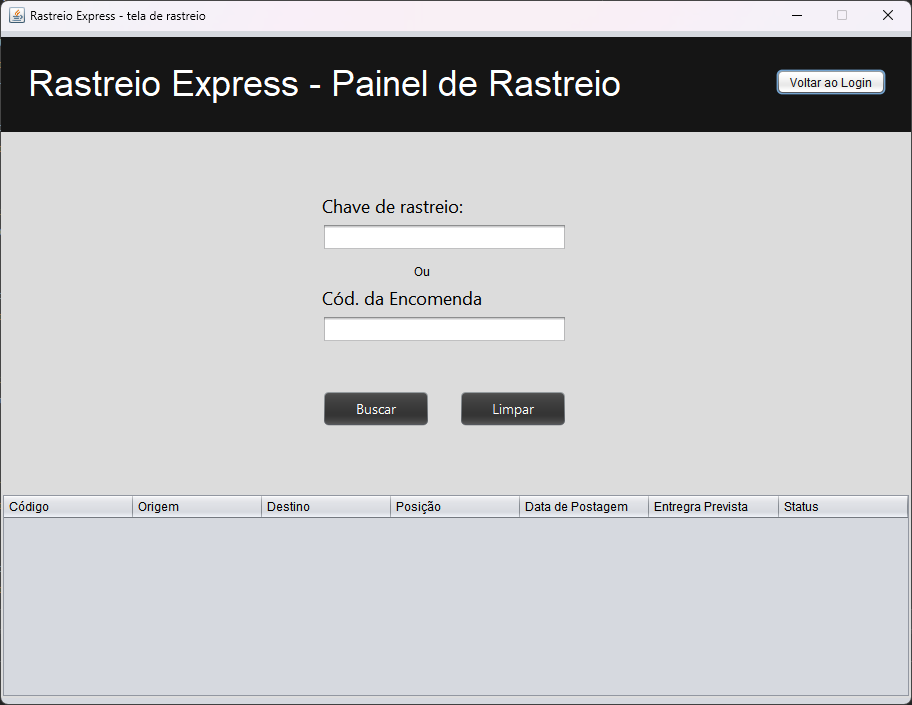 Rastreio Express - tela de rastreio
Rastreio Express - Painel de Rastreio
Voltar ao Login
Chave de rastreio:
Ou
Cód. da Encomenda
Buscar Limpar
Código Origem Destino Posição Data de Postagem Entregra Prevista Status